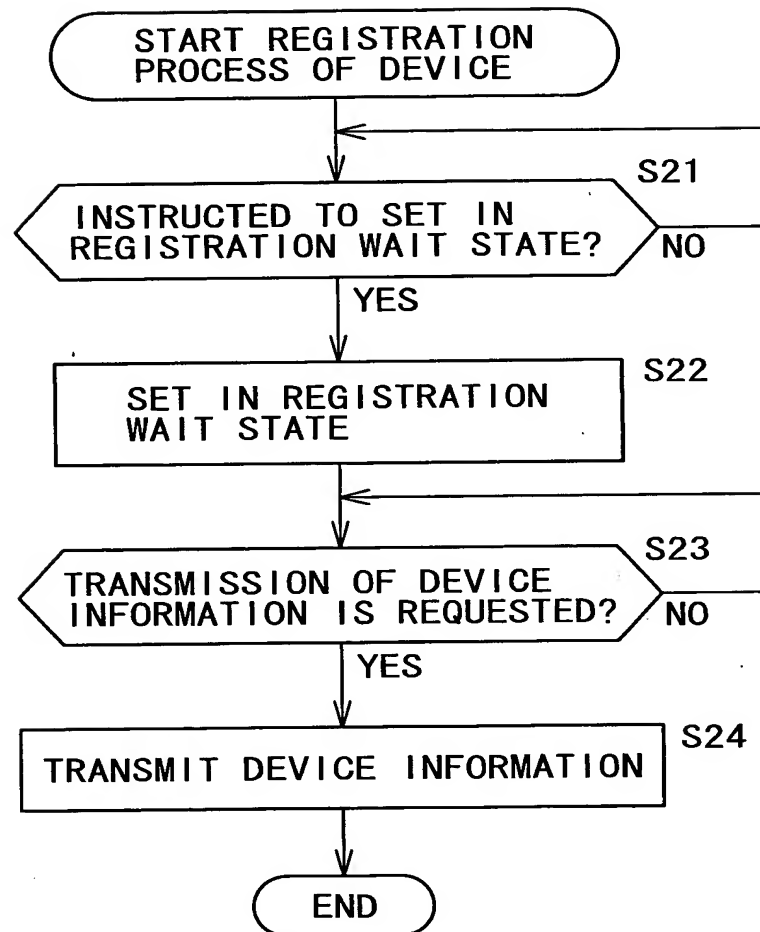 START REGISTRATION
PROCESS OF DEVICE
S21
INSTRUCTED TO SET IN
REGISTRATION WAIT STATE?
NO
YES
S22
SET IN REGISTRATION
WAIT STATE
S23
TRANSMISSION OF DEVICE
INFORMATION IS REQUESTED?
NO
YES
S24
TRANSMIT DEVICE INFORMATION
END